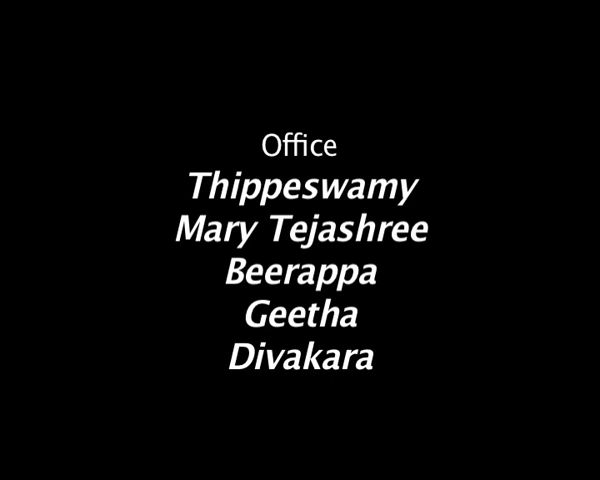 Office
Thippeswamy
Mary Tejashree
Beerappa
Geetha
Divakara